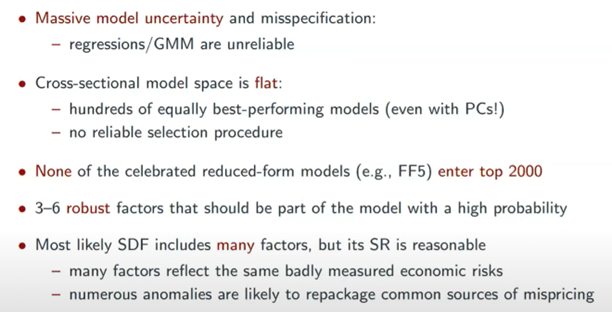 • Massive model uncertainty and misspecification:
– regressions/GMM are unreliable
• Cross-sectional model space is flat:
– hundreds of equally best-performing models (even with PCs!)
– no reliable selection procedure
• None of the celebrated reduced-form models (e.g., FF5) enter top 2000
• 3–6 robust factors that should be part of the model with a high probability
• Most likely SDF includes many factors, but its SR is reasonable
– many factors reflect the same badly measured economic risks
– numerous anomalies are likely to repackage common sources of mispricing